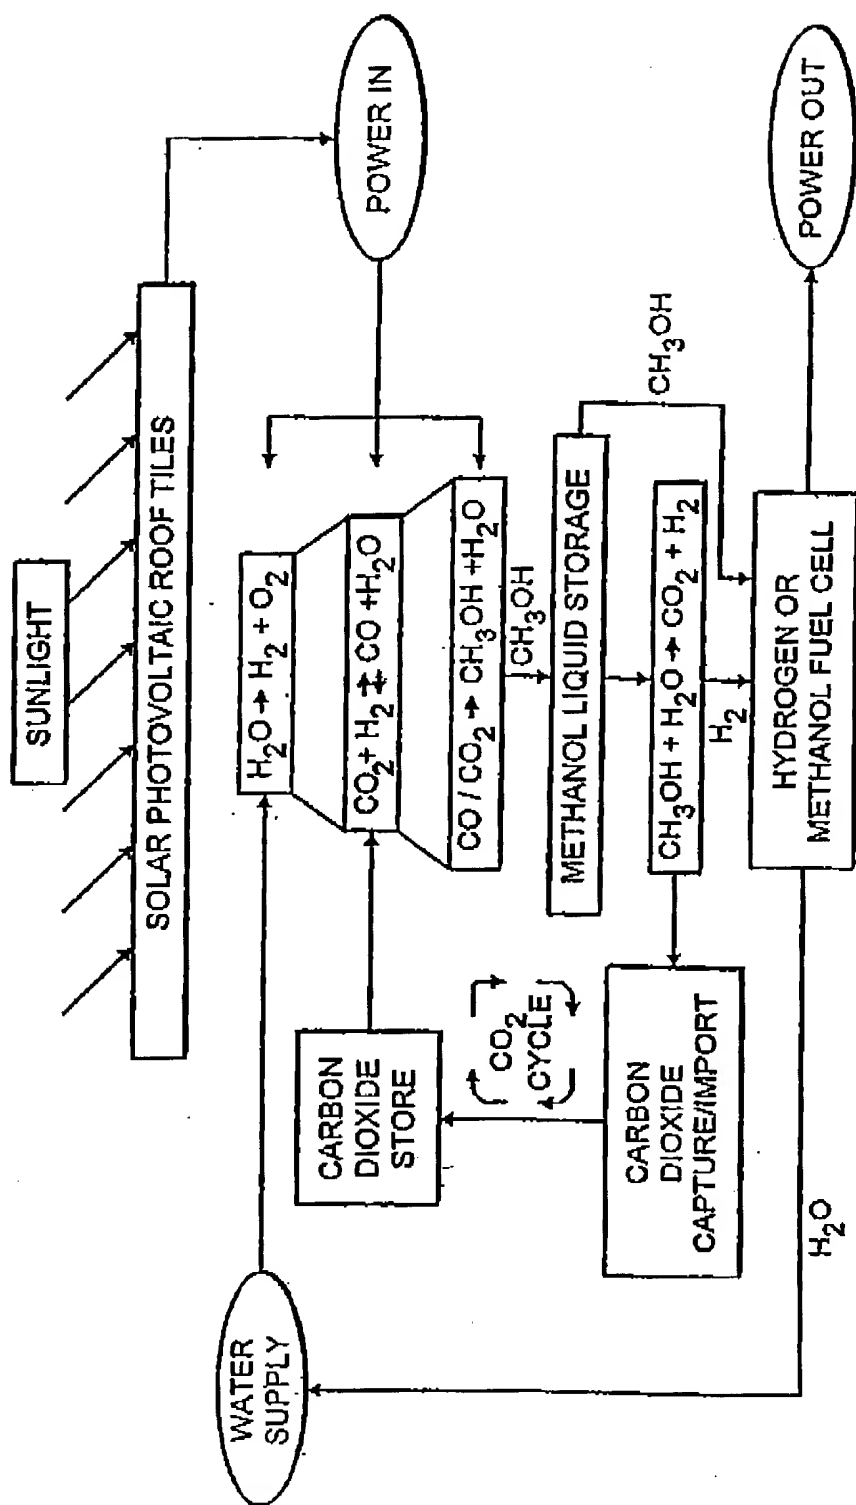 SUNLIGHT
SOLAR PHOTOVOLTAIC ROOF TILES
POWER IN
WATER
SUPPLY
H₂O → H₂ + O₂
CARBON
DIOXIDE
STORE
CO₂ + H₂ ⇄ CO + H₂O
CO / CO₂ → CH₃OH + H₂O
CO₂
CYCLE
CH₃OH
METHANOL LIQUID STORAGE
CH₃OH
CARBON
DIOXIDE
CAPTURE/IMPORT
CH₃OH + H₂O → CO₂ + H₂
H₂
HYDROGEN OR
METHANOL FUEL CELL
POWER OUT
H₂O